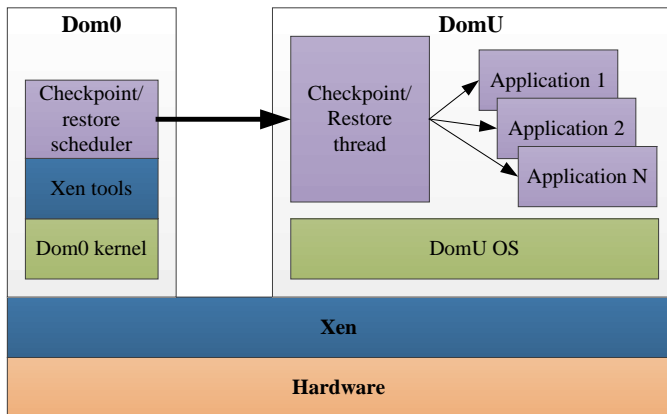 Dom0
DomU
Checkpoint/
restore
scheduler
Xen tools
Dom0 kernel
Checkpoint/
Restore
thread
Application 1
Application 2
Application N
DomU OS
Xen
Hardware